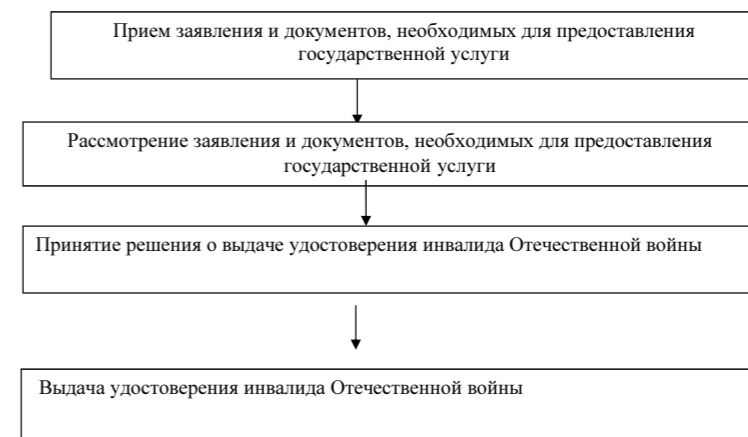 Прием заявления и документов, необходимых для предоставления
государственной услуги
Рассмотрение заявления и документов, необходимых для предоставления
государственной услуги
Принятие решения о выдаче удостоверения инвалида Отечественной войны
Выдача удостоверения инвалида Отечественной войны